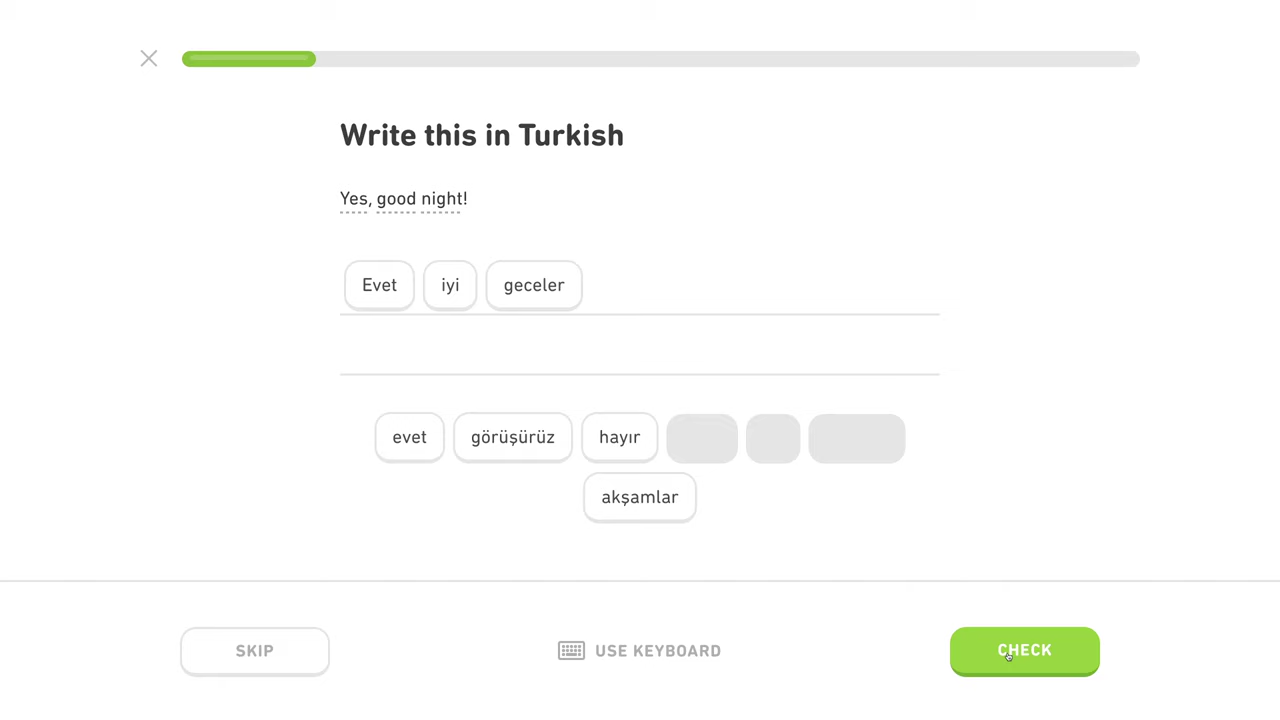 Write this in Turkish
Yes, good night!
Evet iyi geceler
evet görüşürüz hayır
akşamlar
SKIP USE KEYBOARD CHECK